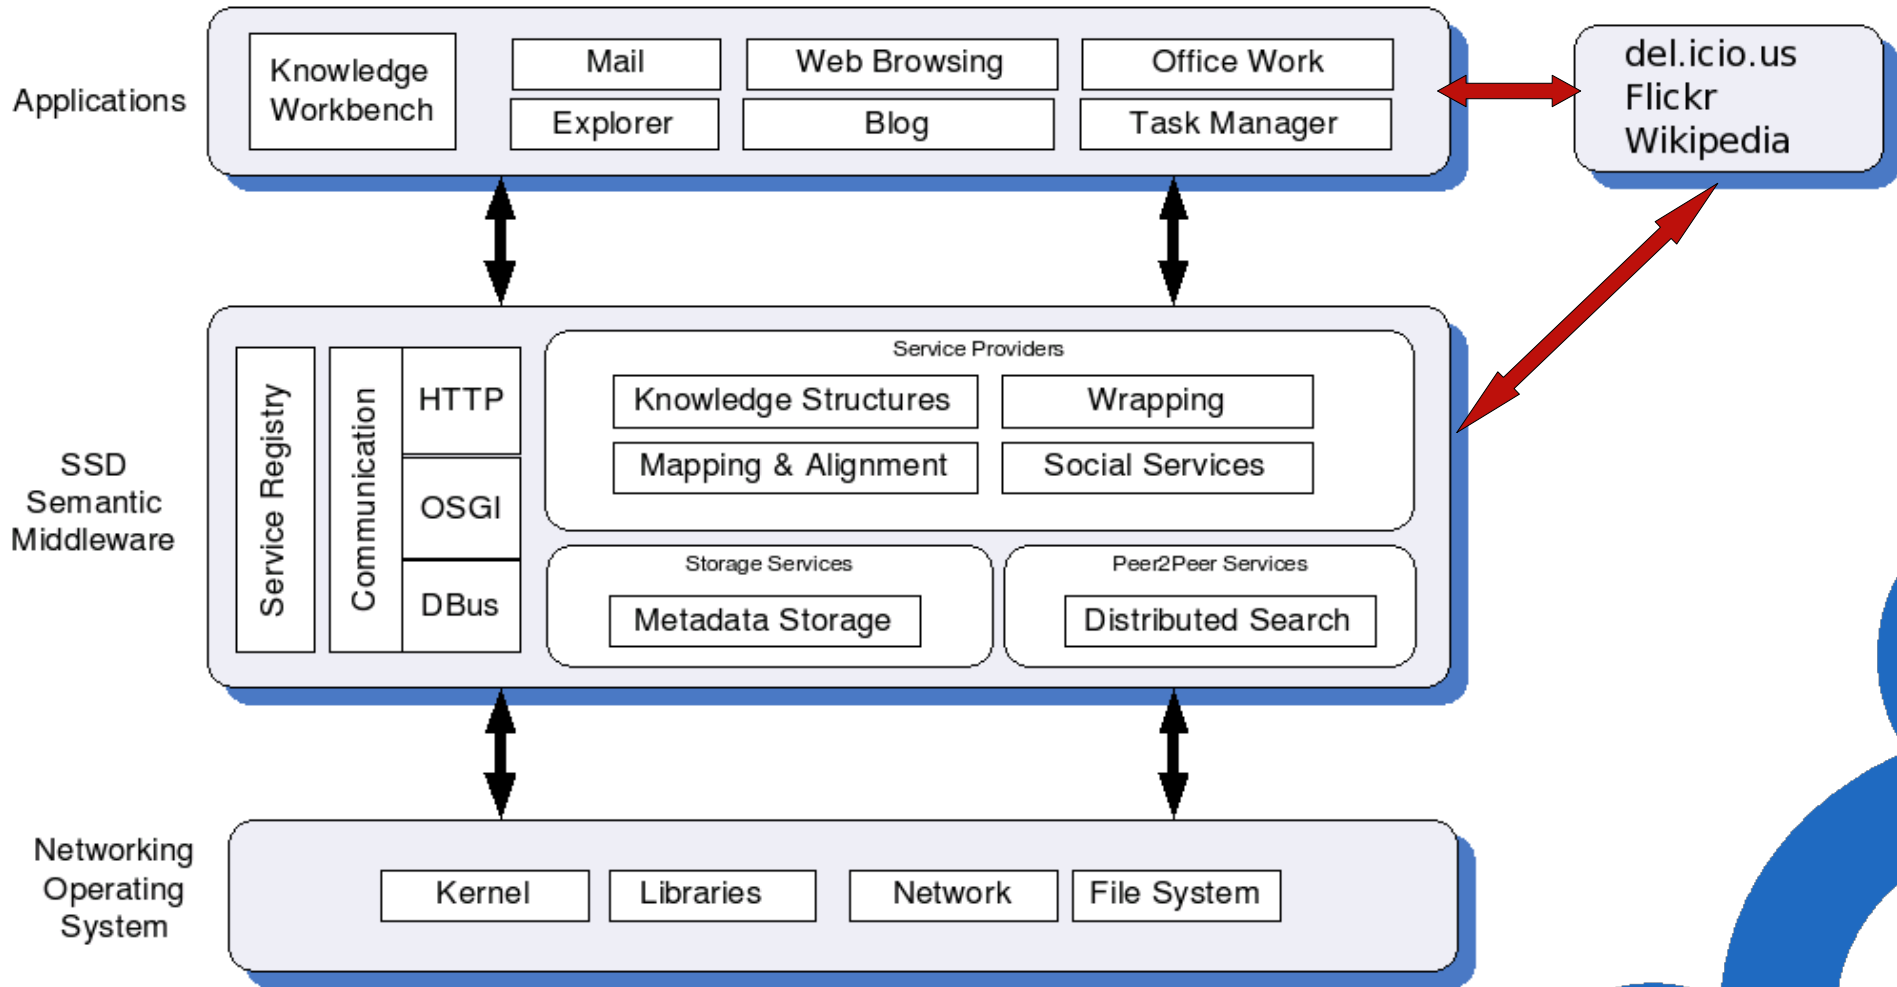 Applications
Knowledge
Workbench
Mail
Web Browsing
Office Work
Explorer
Blog
Task Manager
del.icio.us
Flickr
Wikipedia
SSD
Semantic
Middleware
Service Registry
Communication
HTTP
OSGI
DBus
Service Providers
Knowledge Structures
Wrapping
Mapping & Alignment
Social Services
Storage Services
Metadata Storage
Peer2Peer Services
Distributed Search
Networking
Operating
System
Kernel
Libraries
Network
File System